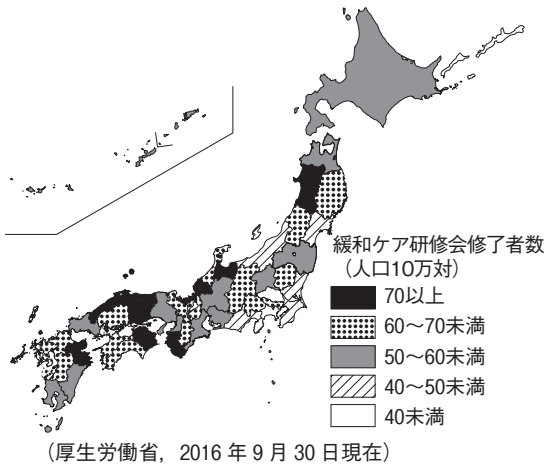 緩和ケア研修会修了者数
（人口10万対）
70以上
60〜70未満
50〜60未満
40〜50未満
40未満
（厚生労働省，2016 年 9 月 30 日現在）